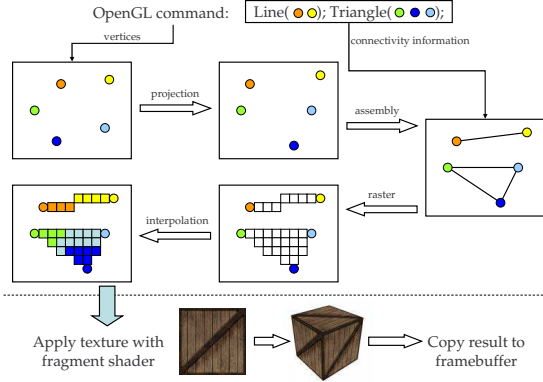 OpenGL command: Line( ); Triangle( );
vertices
connectivity information
projection
assembly
raster
interpolation
Apply texture with
fragment shader
Copy result to
framebuffer